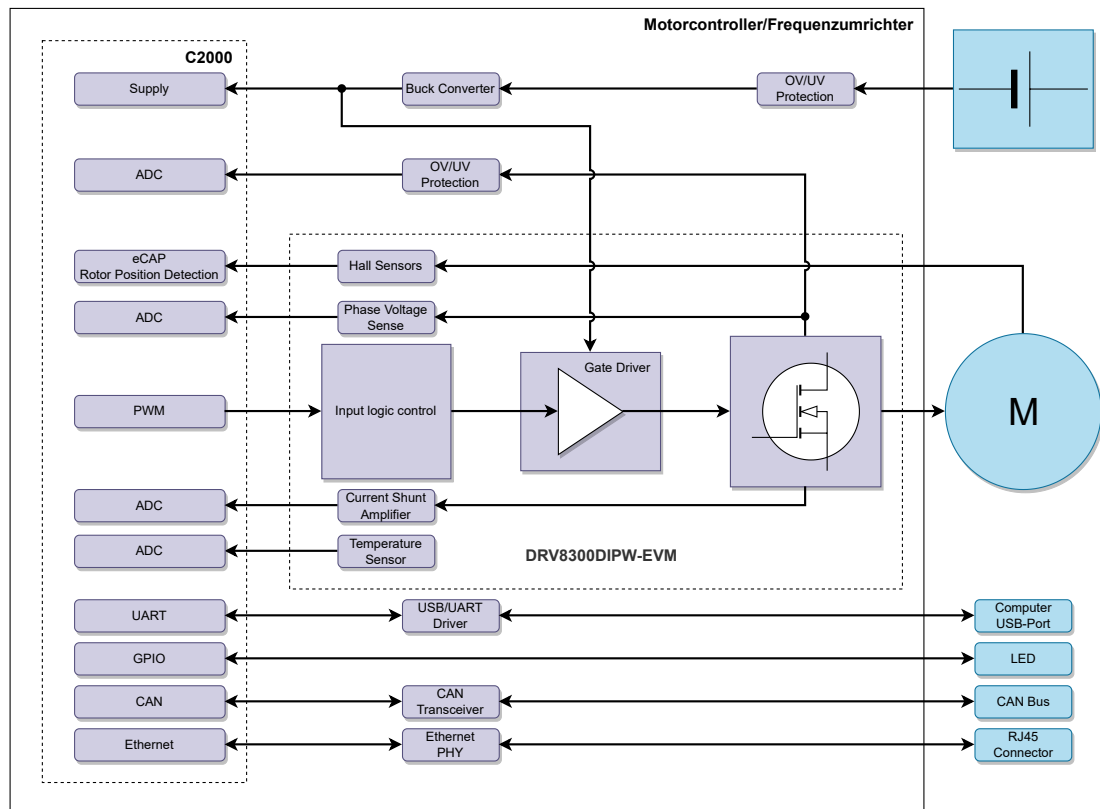 Motorcontroller/Frequenzumrichter
C2000
Supply
Buck Converter
OV/UV
Protection
ADC
OV/UV
Protection
eCAP
Rotor Position Detection
Hall Sensors
ADC
Phase Voltage
Sense
Gate Driver
PWM
Input logic control
M
ADC
Current Shunt
Amplifier
ADC
Temperature
Sensor
DRV8300DIPW-EVM
UART
USB/UART
Driver
Computer
USB-Port
GPIO
LED
CAN
CAN
Transceiver
CAN Bus
Ethernet
Ethernet
PHY
RJ45
Connector